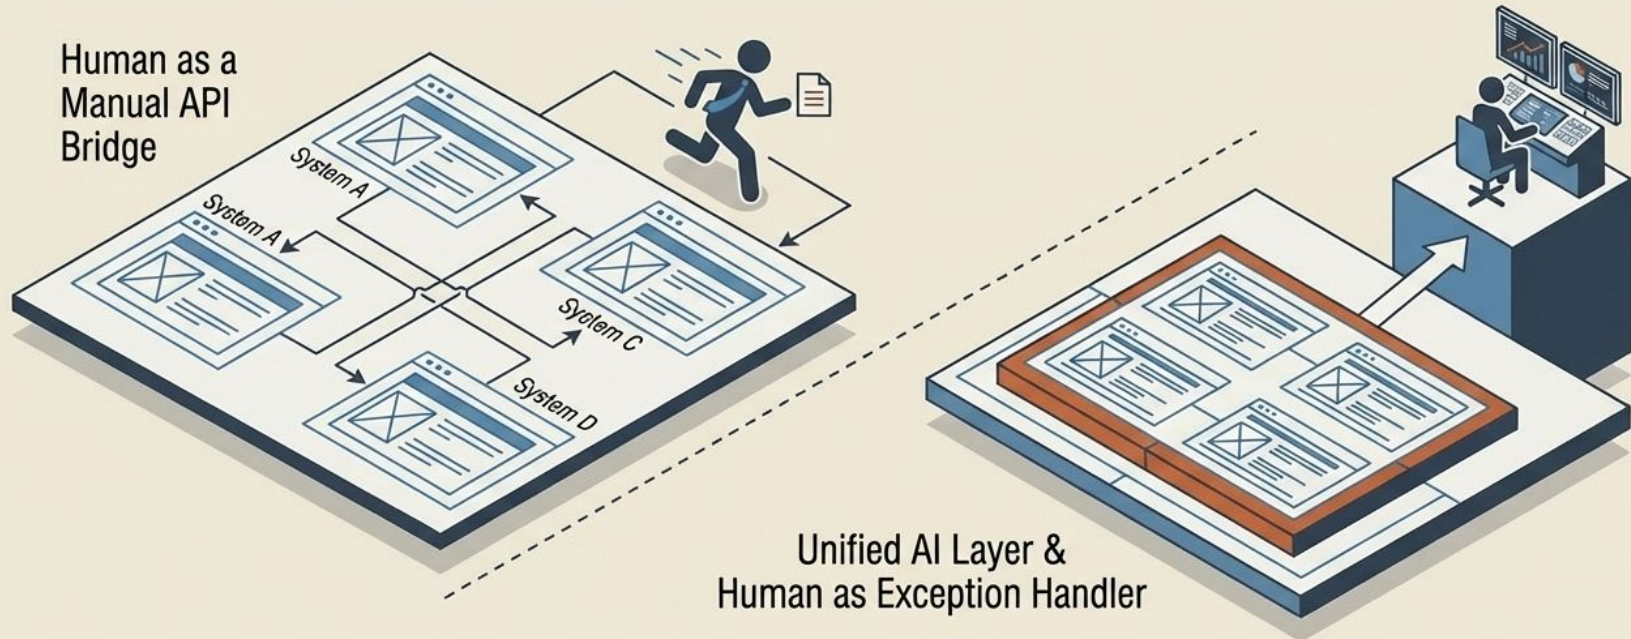 Human as a
Manual API
Bridge
System A
System A
System C
System D
Unified AI Layer &
Human as Exception Handler